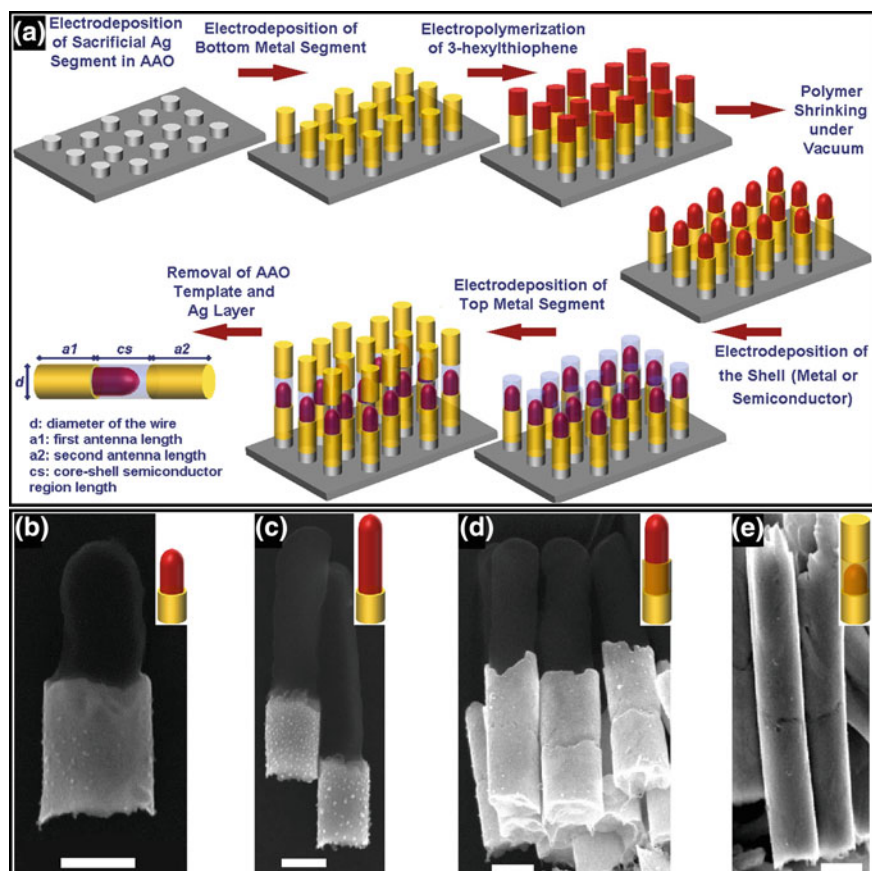 (a)
Electrodeposition
of Sacrificial Ag
Segment in AAO
Electrodeposition of
Bottom Metal Segment
Electropolymerization
of 3-hexylthiophene
Polymer
Shrinking
under
Vacuum
Electrodeposition of
the Shell (Metal or
Semiconductor)
Electrodeposition of
Top Metal Segment
Removal of AAO
Template and
Ag Layer
a1 cs a2
d
d: diameter of the wire
a1: first antenna length
a2: second antenna length
cs: core-shell semiconductor
region length
(b) (c) (d) (e)